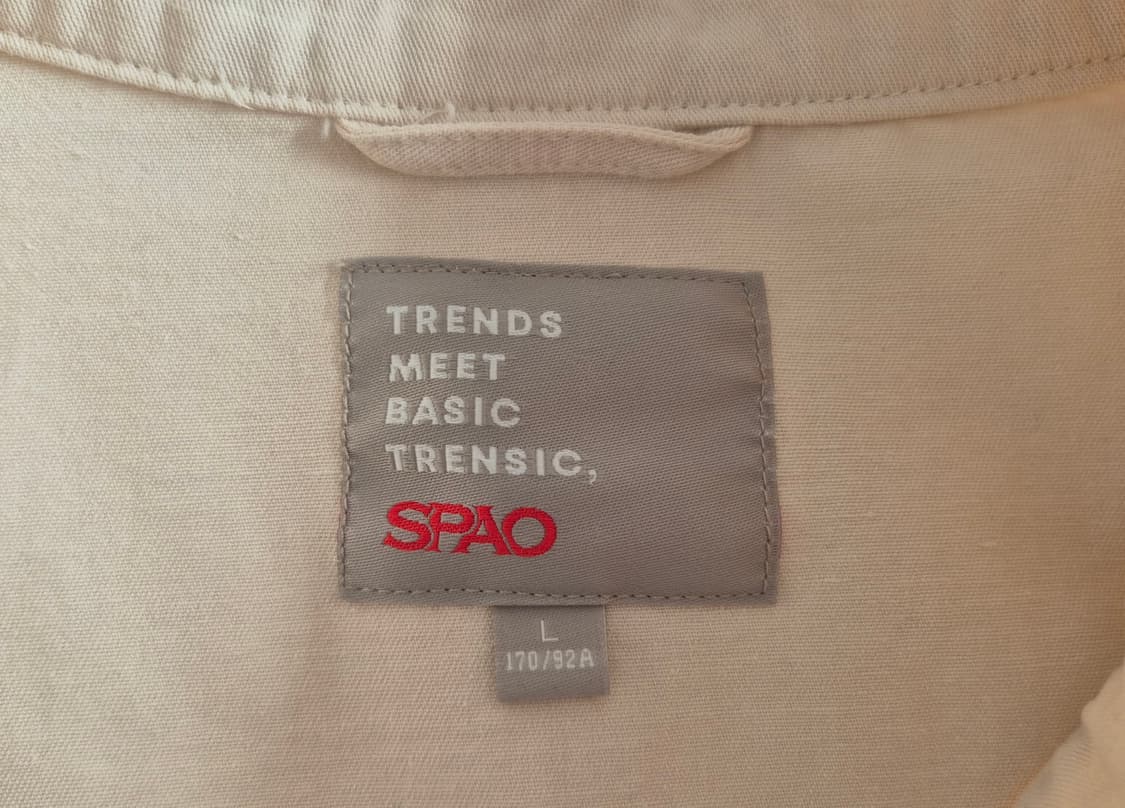 TRENDS
MEET
BASIC
TRENSIC,
SPAO
L
170/92A